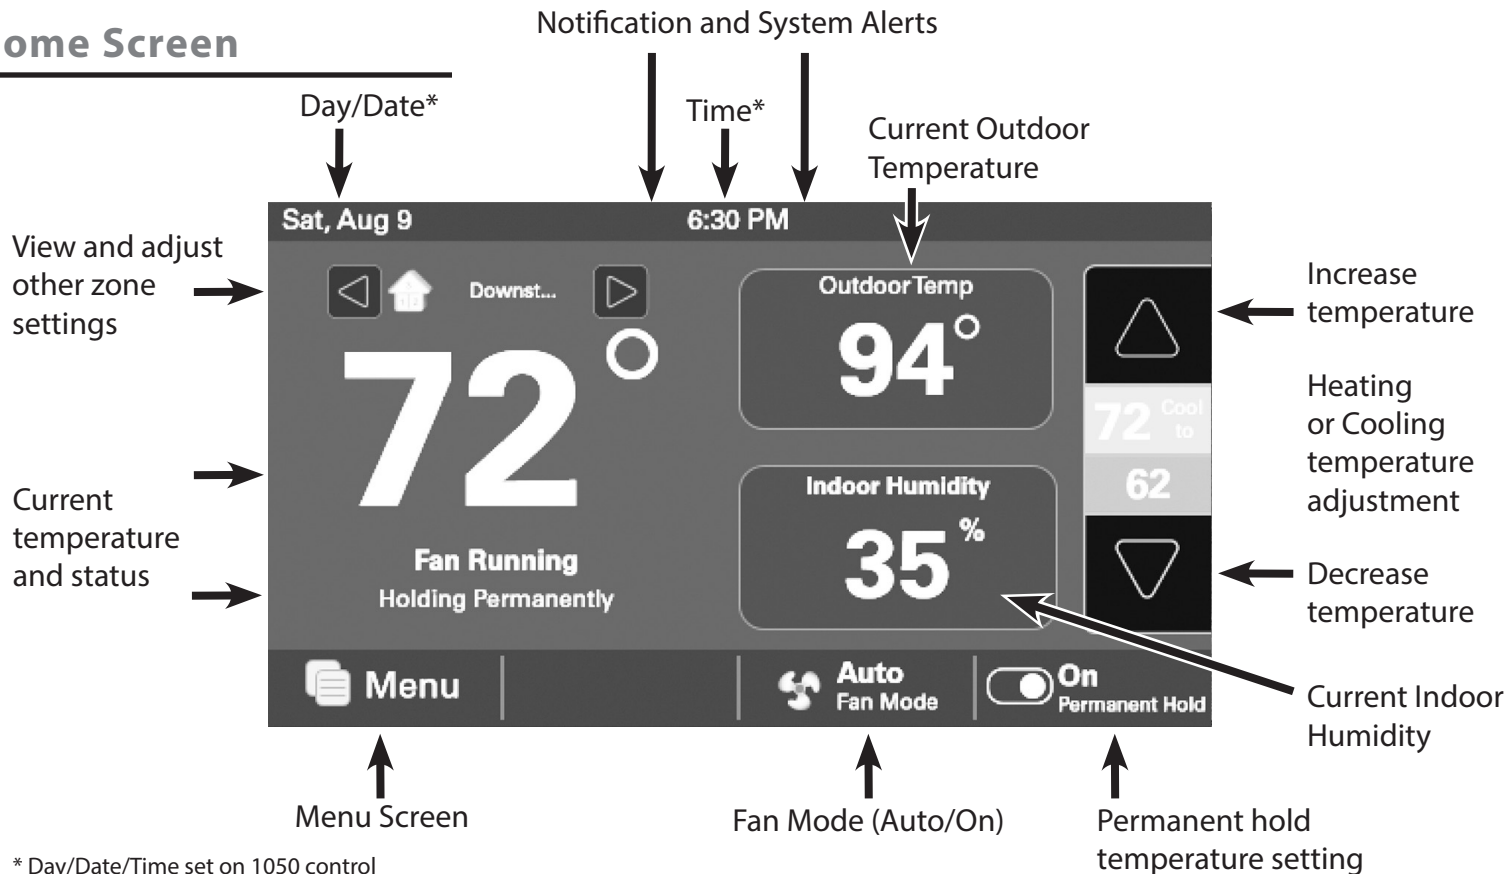 ome Screen
Notification and System Alerts
Day/Date*
Time*
Current Outdoor
Temperature
View and adjust
other zone
settings
Current
temperature
and status
Sat, Aug 9
6:30 PM
Downst...
72°
Fan Running
Holding Permanently
Outdoor Temp
94°
Indoor Humidity
35%
72 Cool
to
62
Menu
Auto
Fan Mode
On
Permanent Hold
Increase
temperature
Heating
or Cooling
temperature
adjustment
Decrease
temperature
Current Indoor
Humidity
Menu Screen
Fan Mode (Auto/On)
Permanent hold
temperature setting
* Day/Date/Time set on 1050 control